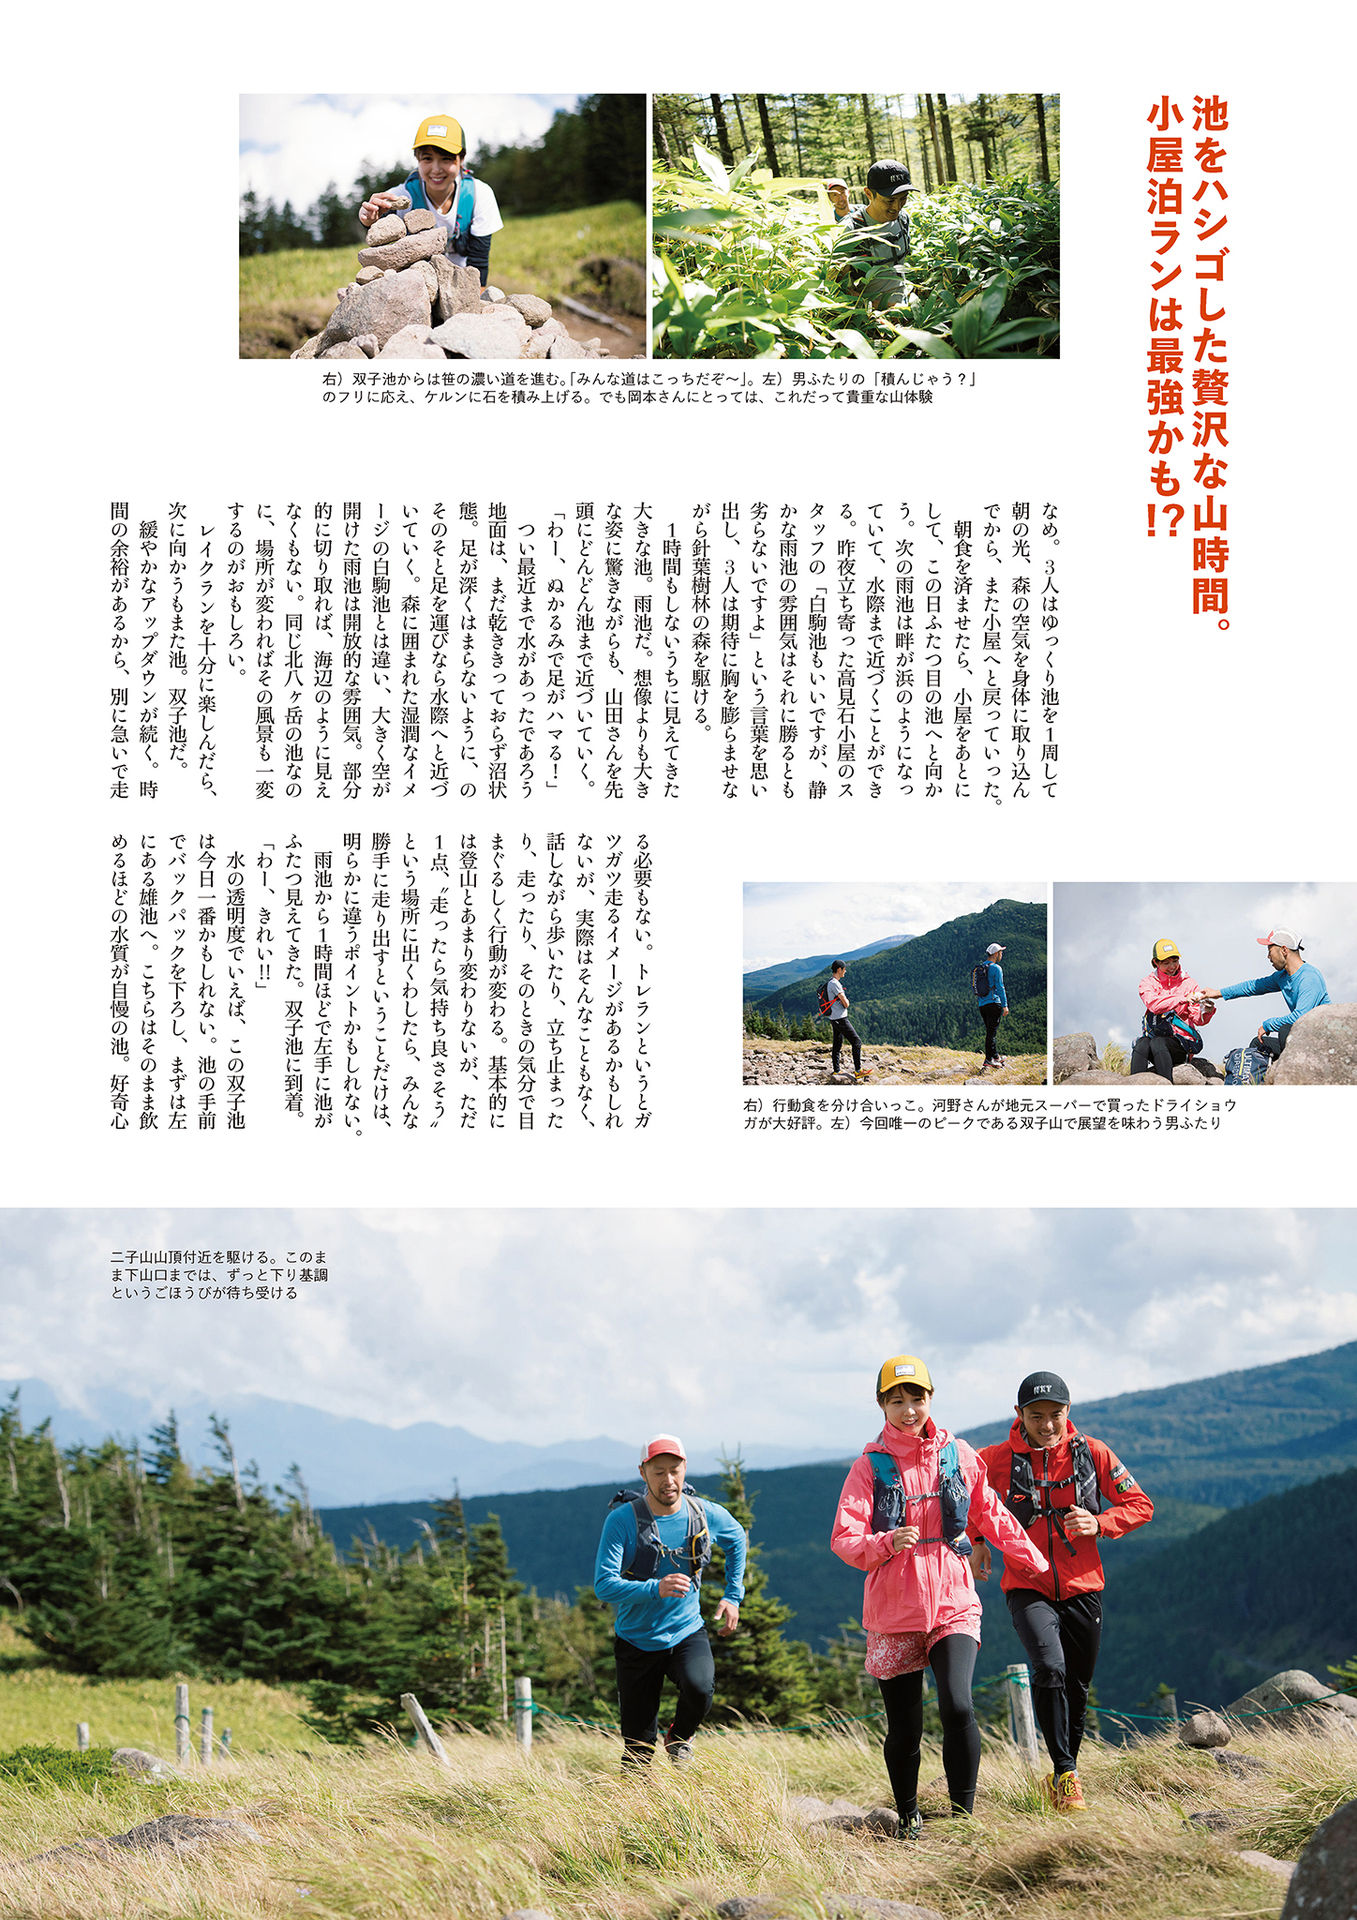 池をハシゴした贅沢な山時間。
小屋泊ランは最強かも!?
右）双子池からは笹の濃い道を進む。「みんな道はこっちだぞ〜」。左）男ふたりの「積んじゃう？」
のフリに応え、ケルンに石を積み上げる。でも岡本さんにとっては、これだって貴重な山体験
なめ。３人はゆっくり池を１周して
朝の光、森の空気を身体に取り込ん
でから、また小屋へと戻っていった。
朝食を済ませたら、小屋をあとに
して、この日ふたつ目の池へと向か
う。次の雨池は畔が浜のようになっ
ていて、水際まで近づくことができ
る。昨夜立ち寄った高見石小屋のス
タッフの「白駒池もいいですが、静
かな雨池の雰囲気はそれに勝るとも
劣らないですよ」という言葉を思い
出し、３人は期待に胸を膨らませな
がら針葉樹林の森を駆ける。
１時間もしないうちに見えてきた
大きな池。雨池だ。想像よりも大き
な姿に驚きながらも、山田さんを先
頭にどんどん池まで近づいていく。
「わー、ぬかるみで足がハマる！」
つい最近まで水があったであろう
地面は、まだ乾ききっておらず沼状
態。足が深くはまらないように、の
そのそと足を運びなら水際へと近づ
いていく。森に囲まれた湿潤なイメ
ージの白駒池とは違い、大きく空が
開けた雨池は開放的な雰囲気。部分
的に切り取れば、海辺のように見え
なくもない。同じ北八ヶ岳の池なの
に、場所が変わればその風景も一変
するのがおもしろい。
レイクランを十分に楽しんだら、
次に向かうもまた池。双子池だ。
緩やかなアップダウンが続く。時
間の余裕があるから、別に急いで走
る必要もない。トレランというとガ
ツガツ走るイメージがあるかもしれ
ないが、実際はそんなこともなく、
話しながら歩いたり、立ち止まった
り、走ったり、そのときの気分で目
まぐるしく行動が変わる。基本的に
は登山とあまり変わりないが、ただ
１点、〝走ったら気持ち良さそう〟
という場所に出くわしたら、みんな
勝手に走り出すということだけは、
明らかに違うポイントかもしれない。
雨池から１時間ほどで左手に池が
ふたつ見えてきた。双子池に到着。
「わー、きれい!!」
水の透明度でいえば、この双子池
は今日一番かもしれない。池の手前
でバックパックを下ろし、まずは左
にある雄池へ。こちらはそのまま飲
めるほどの水質が自慢の池。好奇心
右）行動食を分け合いっこ。河野さんが地元スーパーで買ったドライショウ
ガが大好評。左）今回唯一のピークである双子山で展望を味わう男ふたり
二子山山頂付近を駆ける。このま
ま下山口までは、ずっと下り基調
というごほうびが待ち受ける